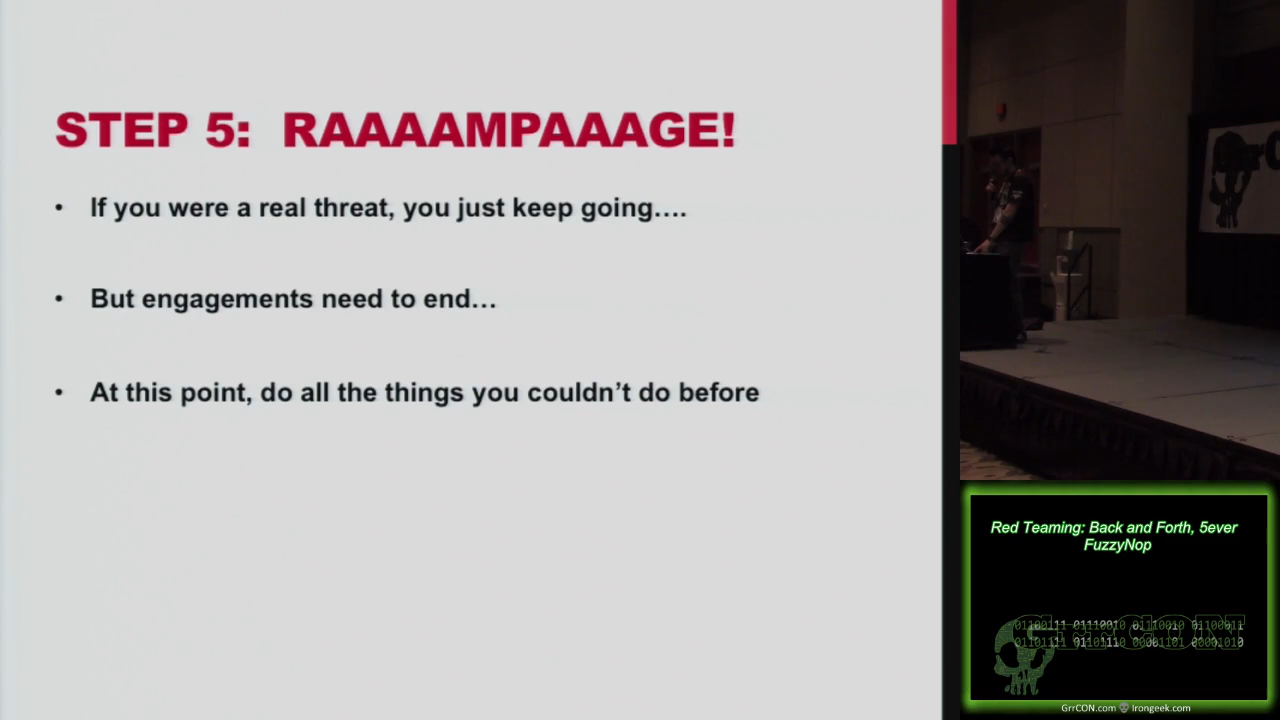 STEP 5: RAAAAMPAAAGE!
• If you were a real threat, you just keep going….
• But engagements need to end…
• At this point, do all the things you couldn’t do before
Red Teaming: Back and Forth, 5ever
FuzzyNop
GrrCON
GrrCON.com Irongeek.com